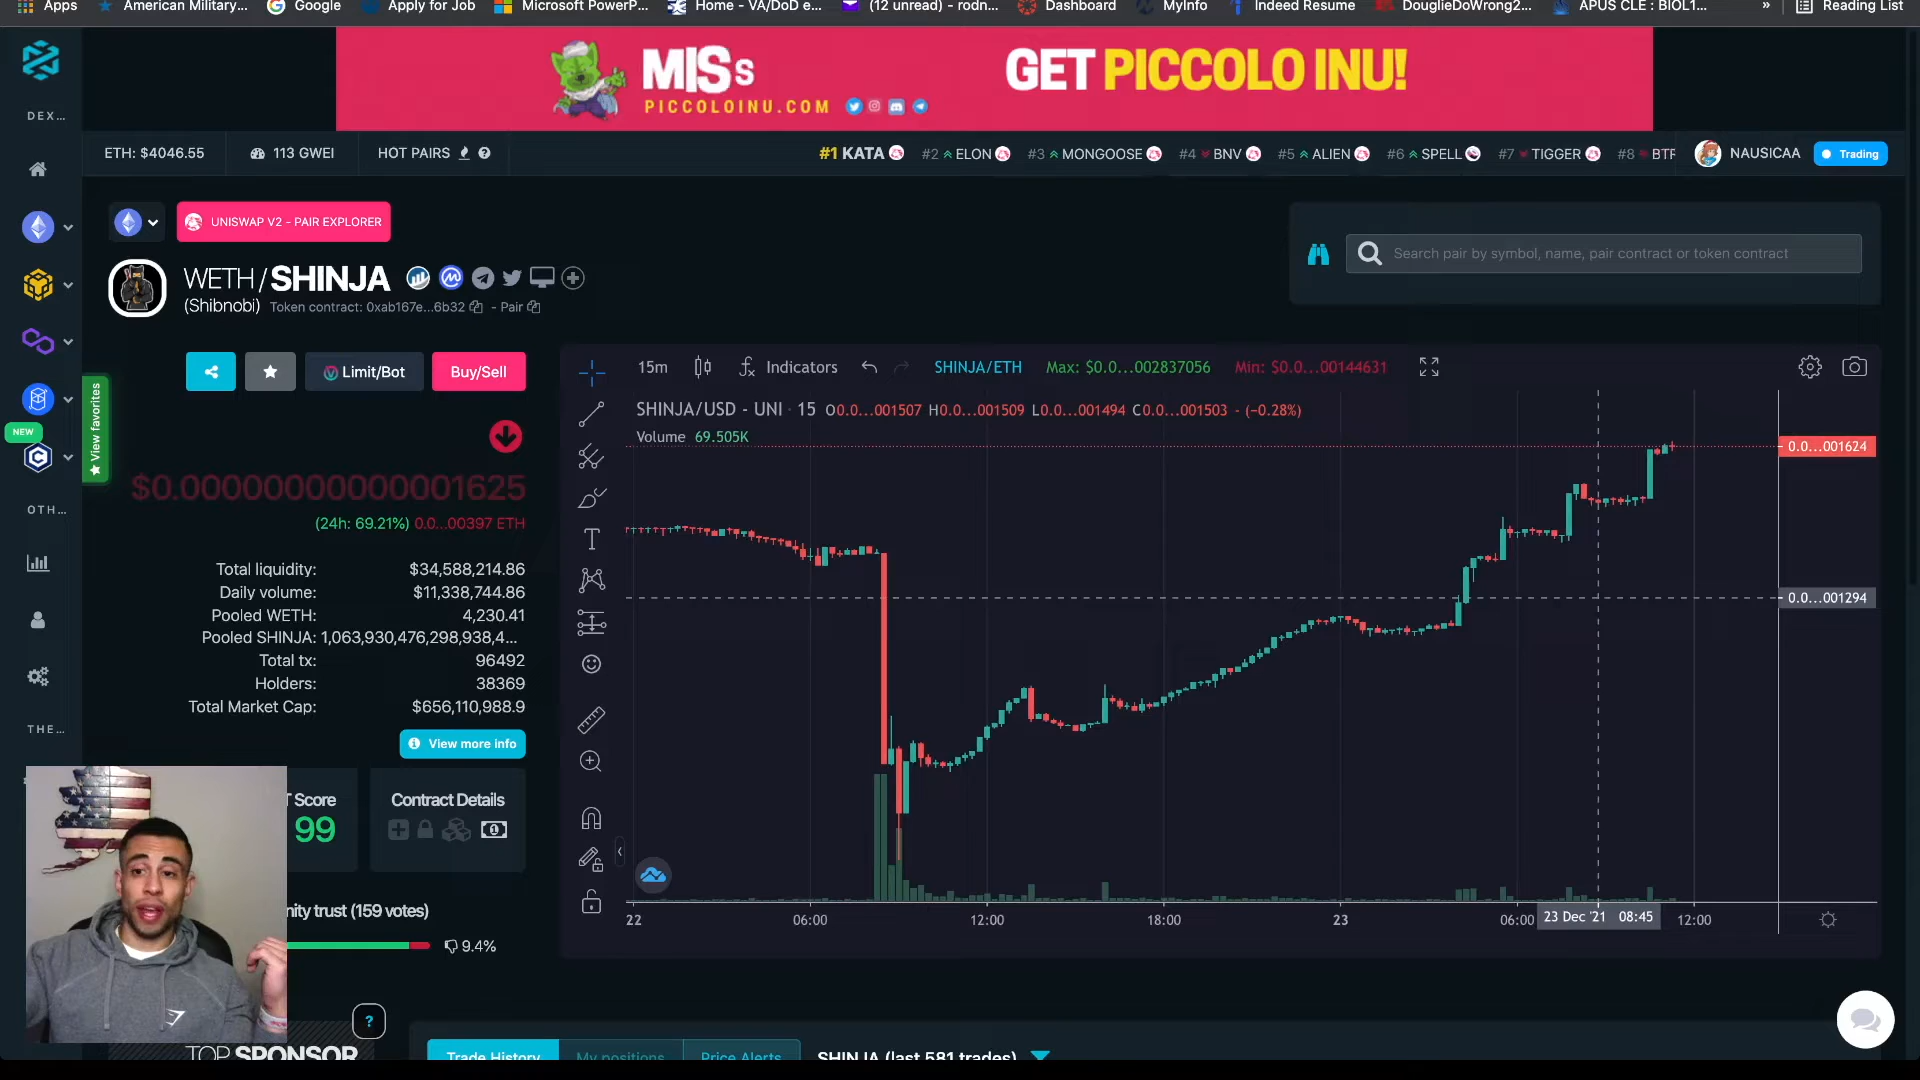 Apps American Military... Google Apply for Job Microsoft PowerP... Home - VA/DoD e... (12 unread) - rodn... Dashboard MyInfo Indeed Resume DouglieDoWrong2... APUS CLE : BIOL1... » Reading List
MISs
PICCOLOINU.COM
GET PICCOLO INU!
DEX...
ETH: $4046.55 113 GWEI HOT PAIRS
#1 KATA #2 ELON #3 MONGOOSE #4 BNV #5 ALIEN #6 SPELL #7 TIGGER #8 BTR NAUSICAA Trading
UNISWAP V2 - PAIR EXPLORER
Search pair by symbol, name, pair contract or token contract
WETH/SHINJA
(Shibnobi) Token contract: 0xab167e...6b32 - Pair
Limit/Bot Buy/Sell
View favorites
NEW
15m Indicators SHINJA/ETH Max: $0.0...002837056 Min: $0.0...00144631
SHINJA/USD - UNI · 15 O0.0...001507 H0.0...001509 L0.0...001494 C0.0...001503 - (−0.28%)
Volume 69.505K
0.0...001624
0.0...001294
$0.00000000000001625
(24h: 69.21%) 0.0...00397 ETH
OTH...
Total liquidity: $34,588,214.86
Daily volume: $11,338,744.86
Pooled WETH: 4,230.41
Pooled SHINJA: 1,063,930,476,298,938,4...
Total tx: 96492
Holders: 38369
Total Market Cap: $656,110,988.9
THE...
View more info
T Score
99
Contract Details
nity trust (159 votes)
9.4%
22 06:00 12:00 18:00 23 06:00 23 Dec '21 08:45 12:00
?
TOP SPONSOR
Trade History My positions Price Alerts SHINJA (last 581 trades)